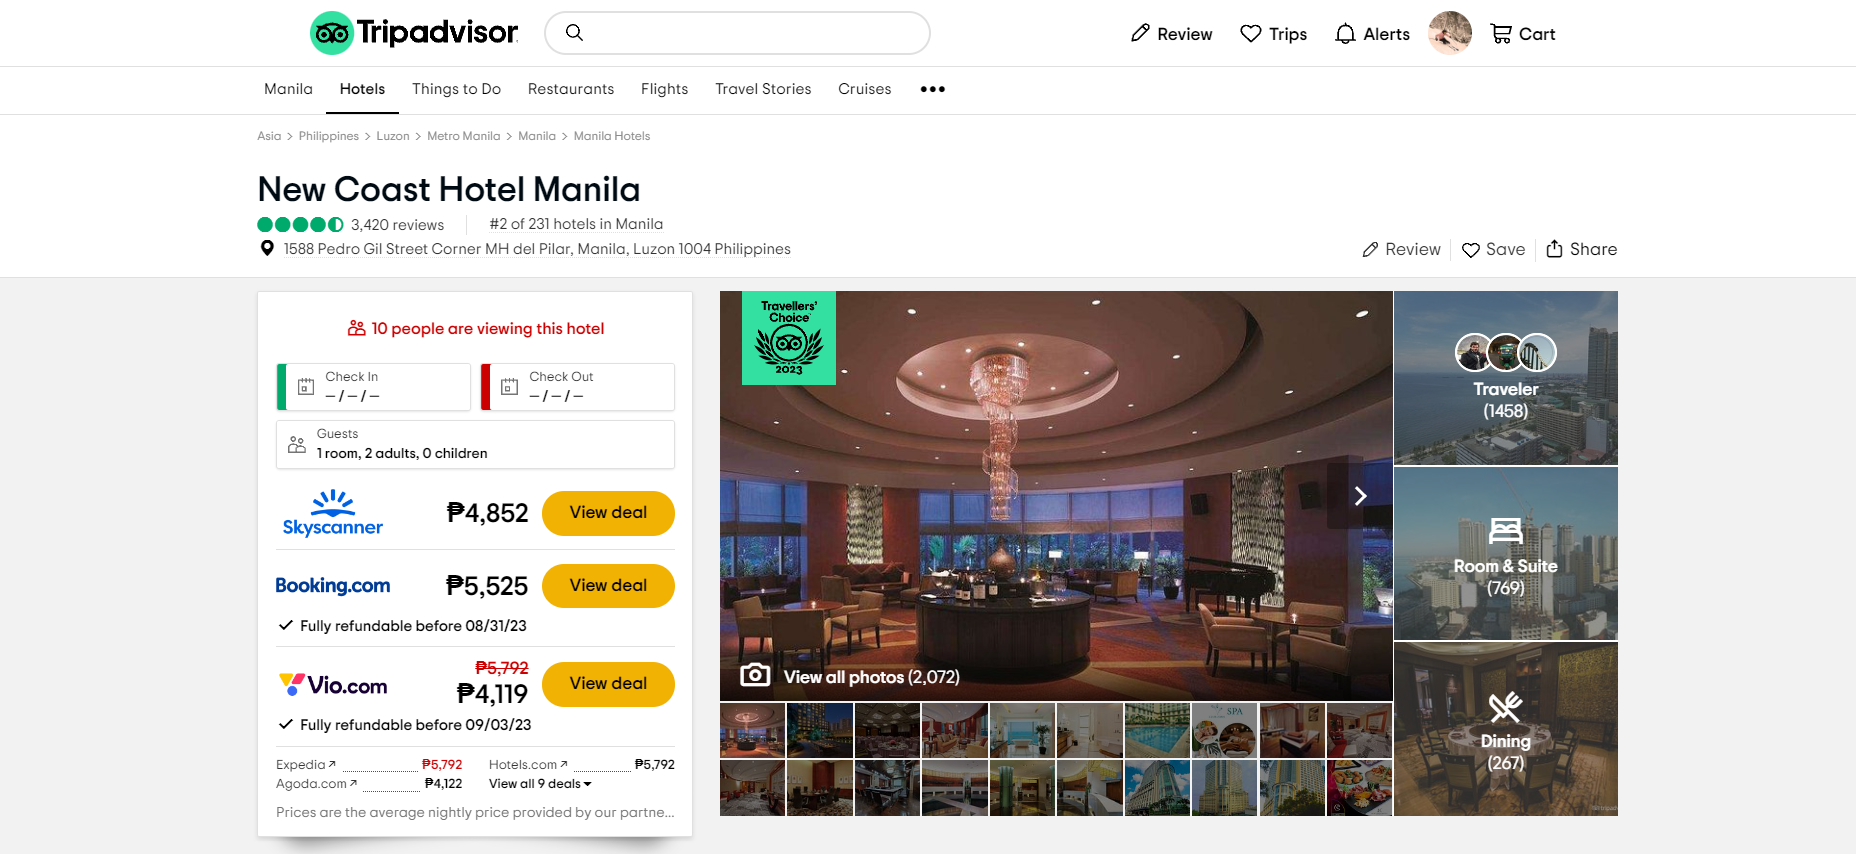 Tripadvisor
Review
Trips
Alerts
Cart
Manila
Hotels
Things to Do
Restaurants
Flights
Travel Stories
Cruises
Asia > Philippines > Luzon > Metro Manila > Manila > Manila Hotels
New Coast Hotel Manila
3,420 reviews
#2 of 231 hotels in Manila
1588 Pedro Gil Street Corner MH del Pilar, Manila, Luzon 1004 Philippines
Review
Save
Share
10 people are viewing this hotel
Check In
– / – / –
Check Out
– / – / –
Guests
1 room, 2 adults, 0 children
Skyscanner
₱4,852
View deal
Booking.com
₱5,525
View deal
Fully refundable before 08/31/23
Vio.com
₱5,792
₱4,119
View deal
Fully refundable before 09/03/23
Expedia ₱5,792
Hotels.com ₱5,792
Agoda.com ₱4,122
View all 9 deals
Prices are the average nightly price provided by our partne...
Travellers'
Choice
2023
View all photos (2,072)
SPA
Traveler
(1458)
Room & Suite
(769)
Dining
(267)